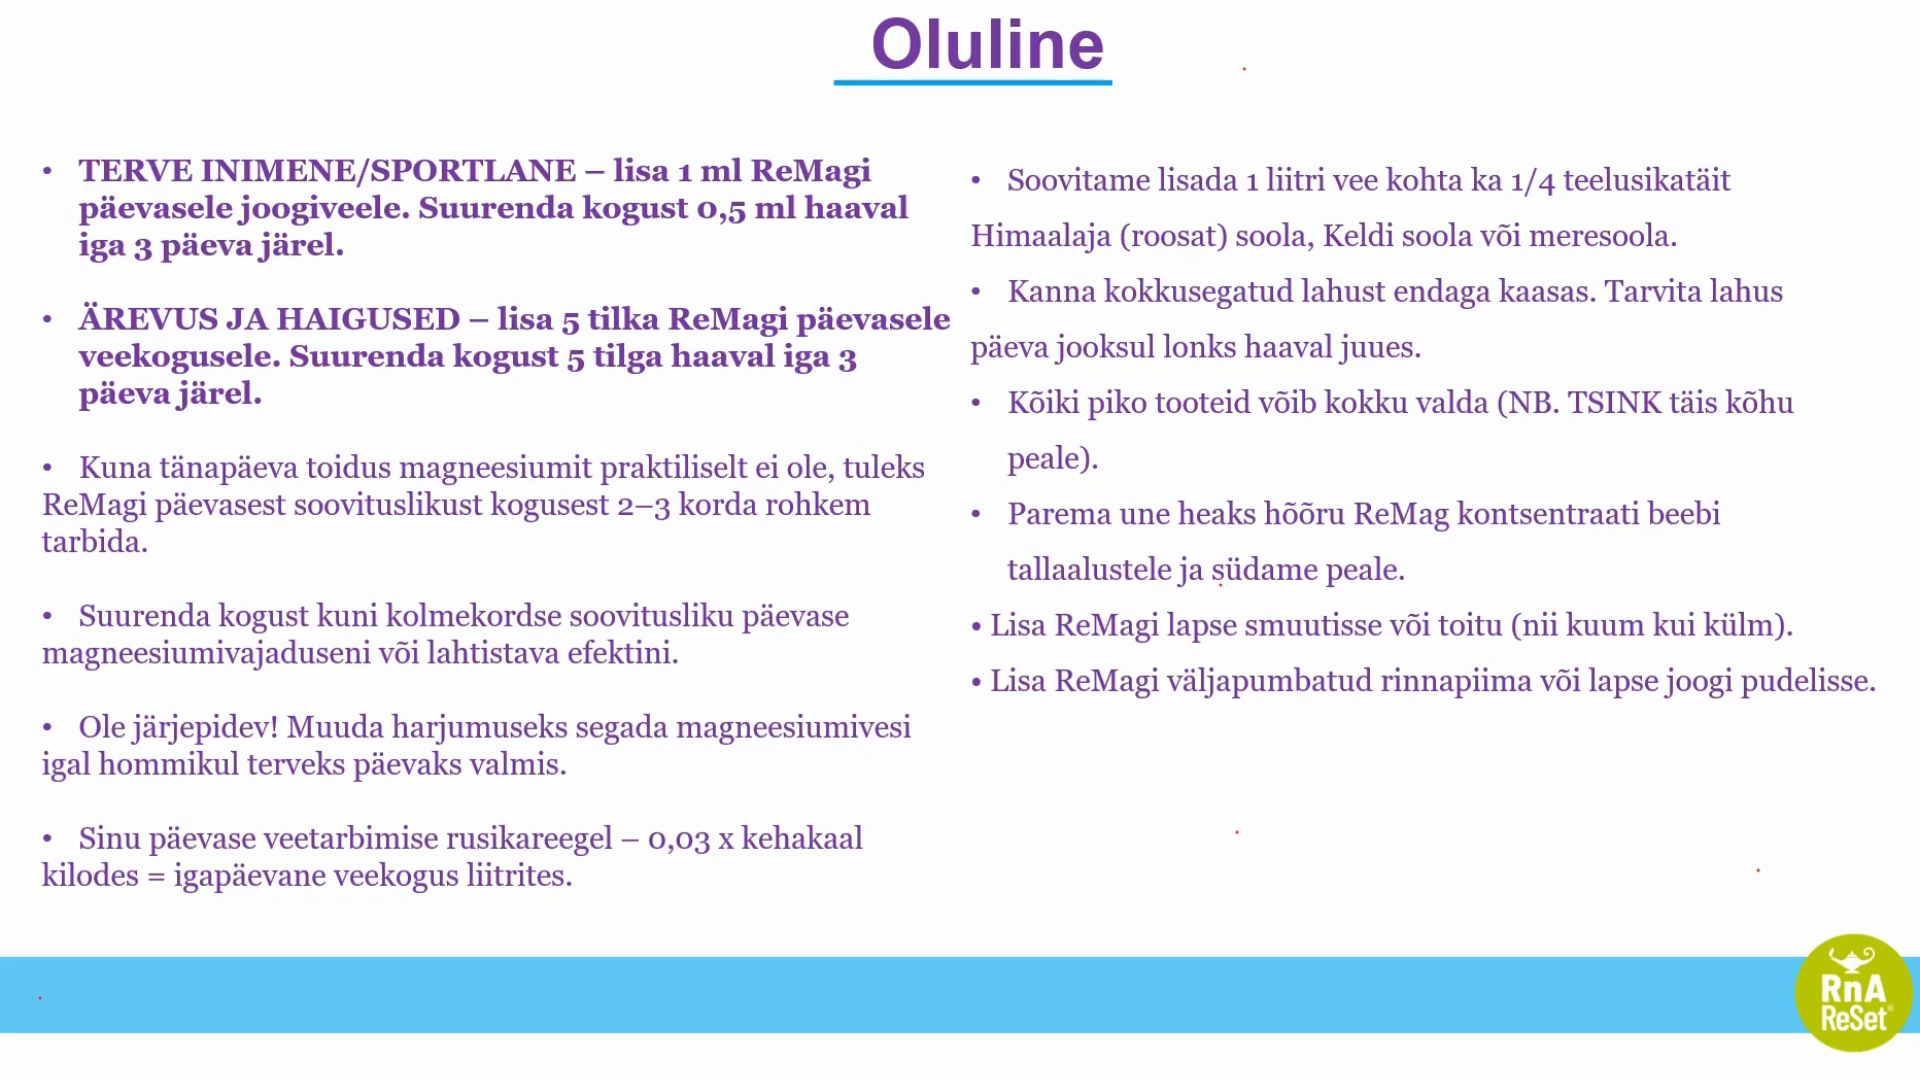 Oluline
• TERVE INIMENE/SPORTLANE – lisa 1 ml ReMagi
päevasele joogiveele. Suurenda kogust 0,5 ml haaval
iga 3 päeva järel.
• ÄREVUS JA HAIGUSED – lisa 5 tilka ReMagi päevasele
veekogusele. Suurenda kogust 5 tilga haaval iga 3
päeva järel.
• Kuna tänapäeva toidus magneesiumit praktiliselt ei ole, tuleks
ReMagi päevasest soovituslikust kogusest 2–3 korda rohkem
tarbida.
• Suurenda kogust kuni kolmekordse soovitusliku päevase
magneesiumivajaduseni või lahtistava efektini.
• Ole järjepidev! Muuda harjumuseks segada magneesiumivesi
igal hommikul terveks päevaks valmis.
• Sinu päevase veetarbimise rusikareegel – 0,03 x kehakaal
kilodes = igapäevane veekogus liitrites.
• Soovitame lisada 1 liitri vee kohta ka 1/4 teelusikatäit
Himaalaja (roosat) soola, Keldi soola või meresoola.
• Kanna kokkusegatud lahust endaga kaasas. Tarvita lahus
päeva jooksul lonks haaval juues.
• Kõiki piko tooteid võib kokku valda (NB. TSINK täis kõhu
peale).
• Parema une heaks hõõru ReMag kontsentraati beebi
tallaalustele ja südame peale.
• Lisa ReMagi lapse smuutisse või toitu (nii kuum kui külm).
• Lisa ReMagi väljapumbatud rinnapiima või lapse joogi pudelisse.
RnA
ReSet®